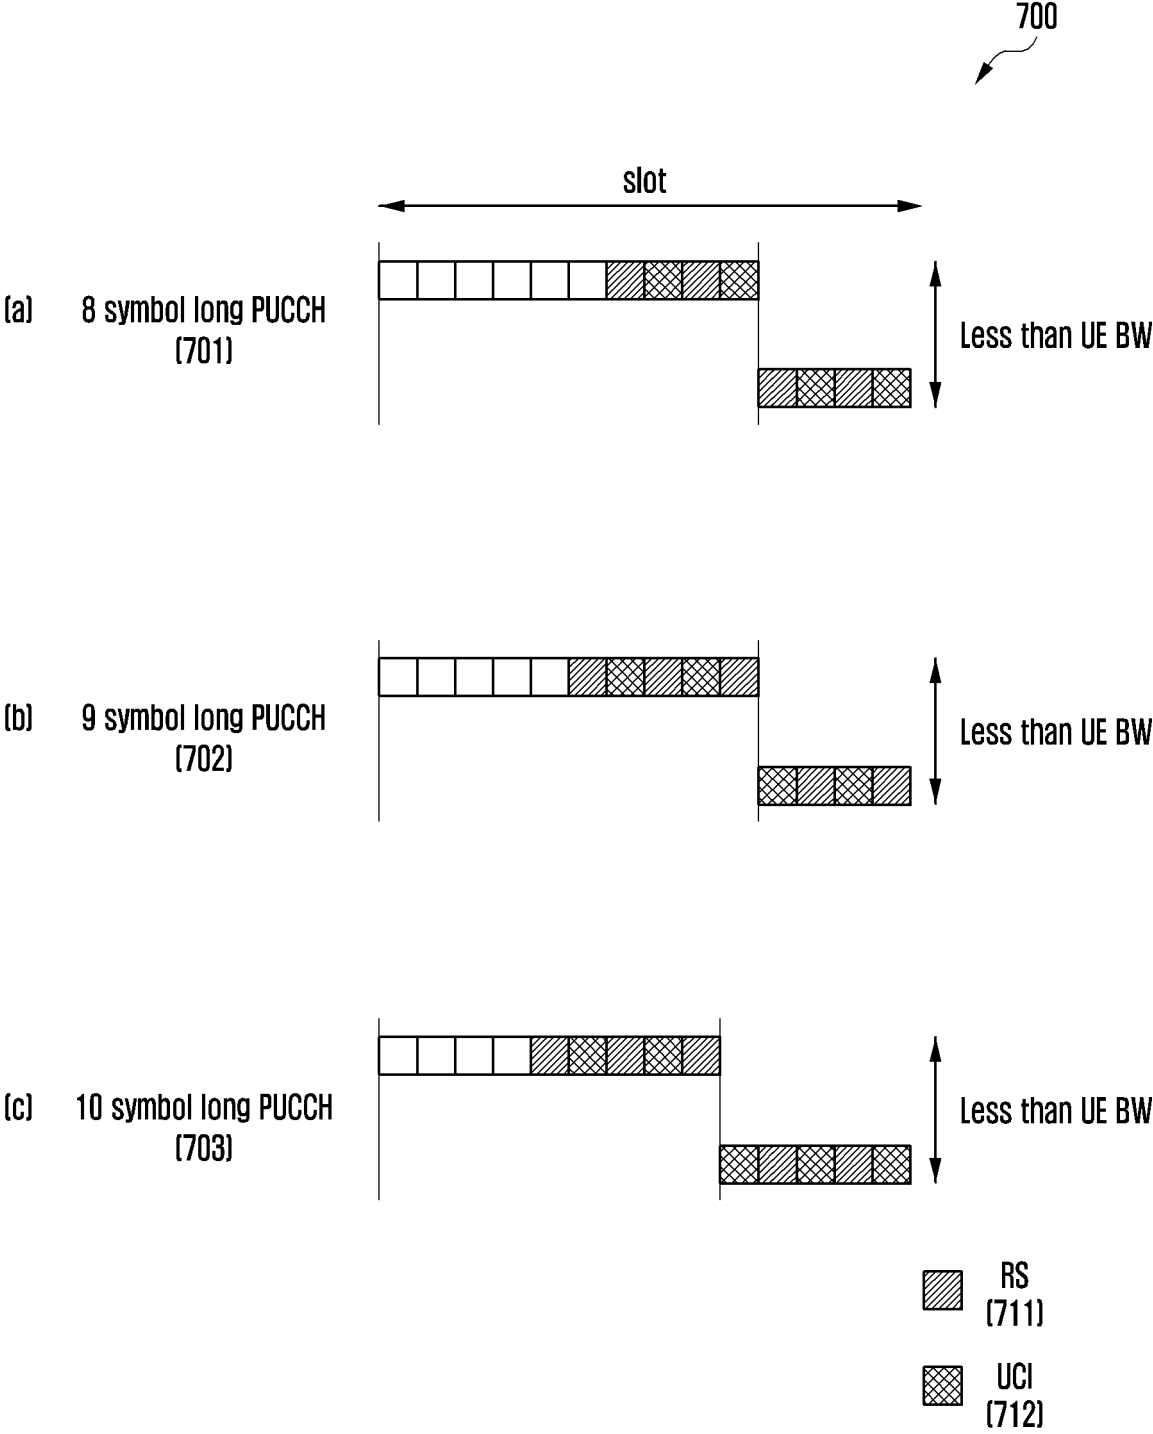 700
slot
(a) 8 symbol long PUCCH
(701)
Less than UE BW
(b) 9 symbol long PUCCH
(702)
Less than UE BW
(c) 10 symbol long PUCCH
(703)
Less than UE BW
RS
(711)
UCI
(712)